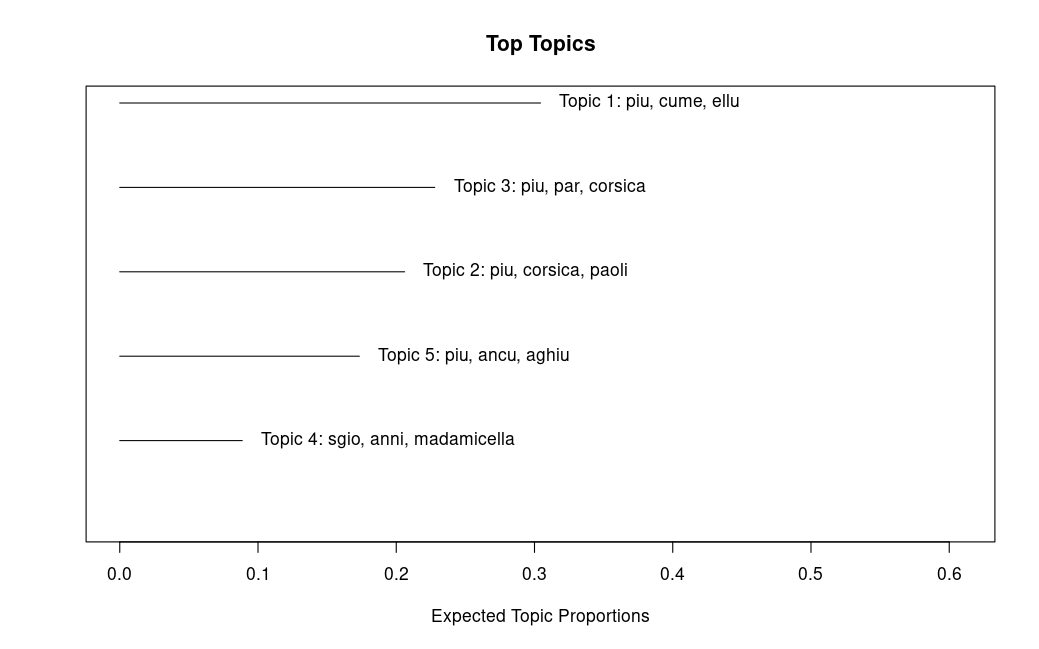 Top Topics
Topic 1: piu, cume, ellu
Topic 3: piu, par, corsica
Topic 2: piu, corsica, paoli
Topic 5: piu, ancu, aghiu
Topic 4: sgio, anni, madamicella
0.0 0.1 0.2 0.3 0.4 0.5 0.6
Expected Topic Proportions